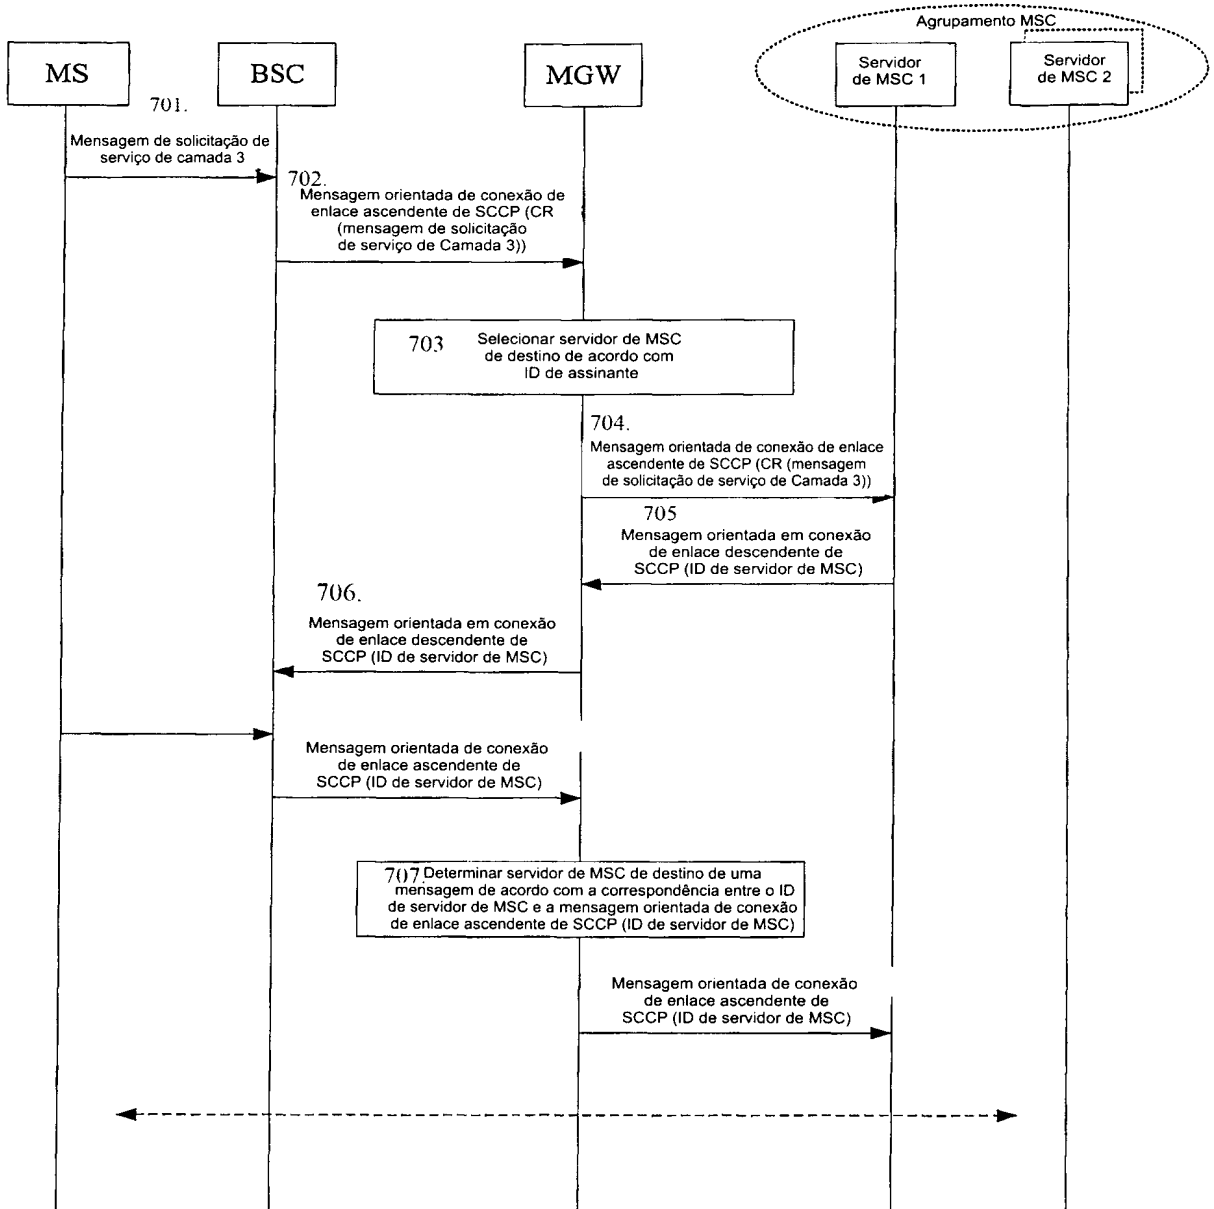 Agrupamento MSC
MS
BSC
MGW
Servidor
de MSC 1
Servidor
de MSC 2
701.
Mensagem de solicitação de
serviço de camada 3
702.
Mensagem orientada de conexão de
enlace ascendente de SCCP (CR
(mensagem de solicitação
de serviço de Camada 3))
703
Selecionar servidor de MSC
de destino de acordo com
ID de assinante
704.
Mensagem orientada de conexão de enlace
ascendente de SCCP (CR (mensagem
de solicitação de serviço de Camada 3))
705
Mensagem orientada em conexão
de enlace descendente de
SCCP (ID de servidor de MSC)
706.
Mensagem orientada em conexão
de enlace descendente de
SCCP (ID de servidor de MSC)
Mensagem orientada de conexão
de enlace ascendente de
SCCP (ID de servidor de MSC)
707. Determinar servidor de MSC de destino de uma
mensagem de acordo com a correspondência entre o ID
de servidor de MSC e a mensagem orientada de conexão
de enlace ascendente de SCCP (ID de servidor de MSC)
Mensagem orientada de conexão
de enlace ascendente de
SCCP (ID de servidor de MSC)